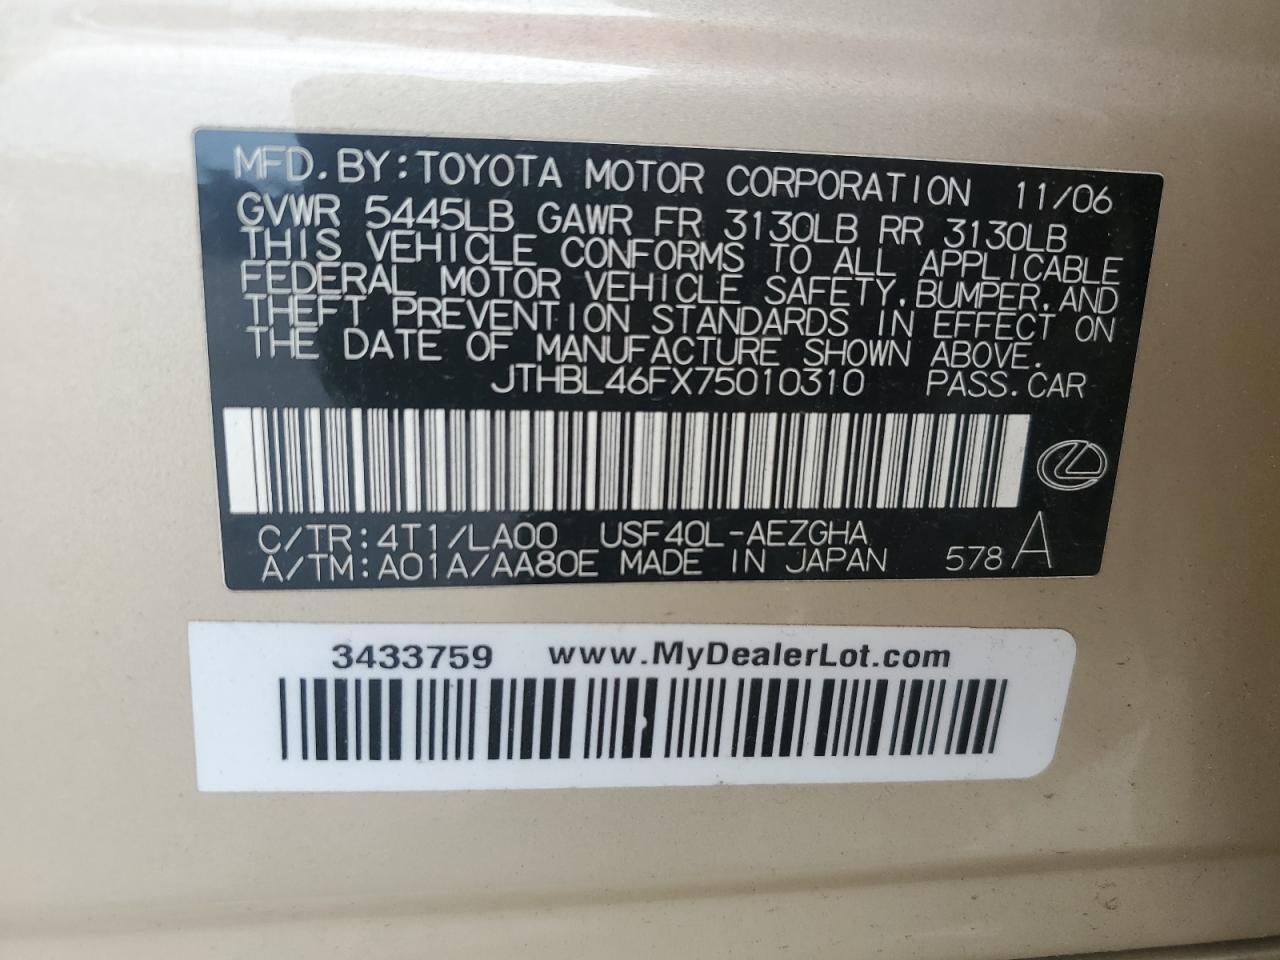 MFD. BY: TOYOTA MOTOR CORPORATION 11/06
GVWR 5445LB GAWR FR 3130LB RR 3130LB
THIS VEHICLE CONFORMS TO ALL APPLICABLE
FEDERAL MOTOR VEHICLE SAFETY, BUMPER, AND
THEFT PREVENTION STANDARDS IN EFFECT ON
THE DATE OF MANUFACTURE SHOWN ABOVE.
JTHBL46FX75010310 PASS. CAR
C/TR: 4T1/LA00 USF40L-AEZGHA
A/TM: A01A/AA80E MADE IN JAPAN 578 A
3433759 www.MyDealerLot.com